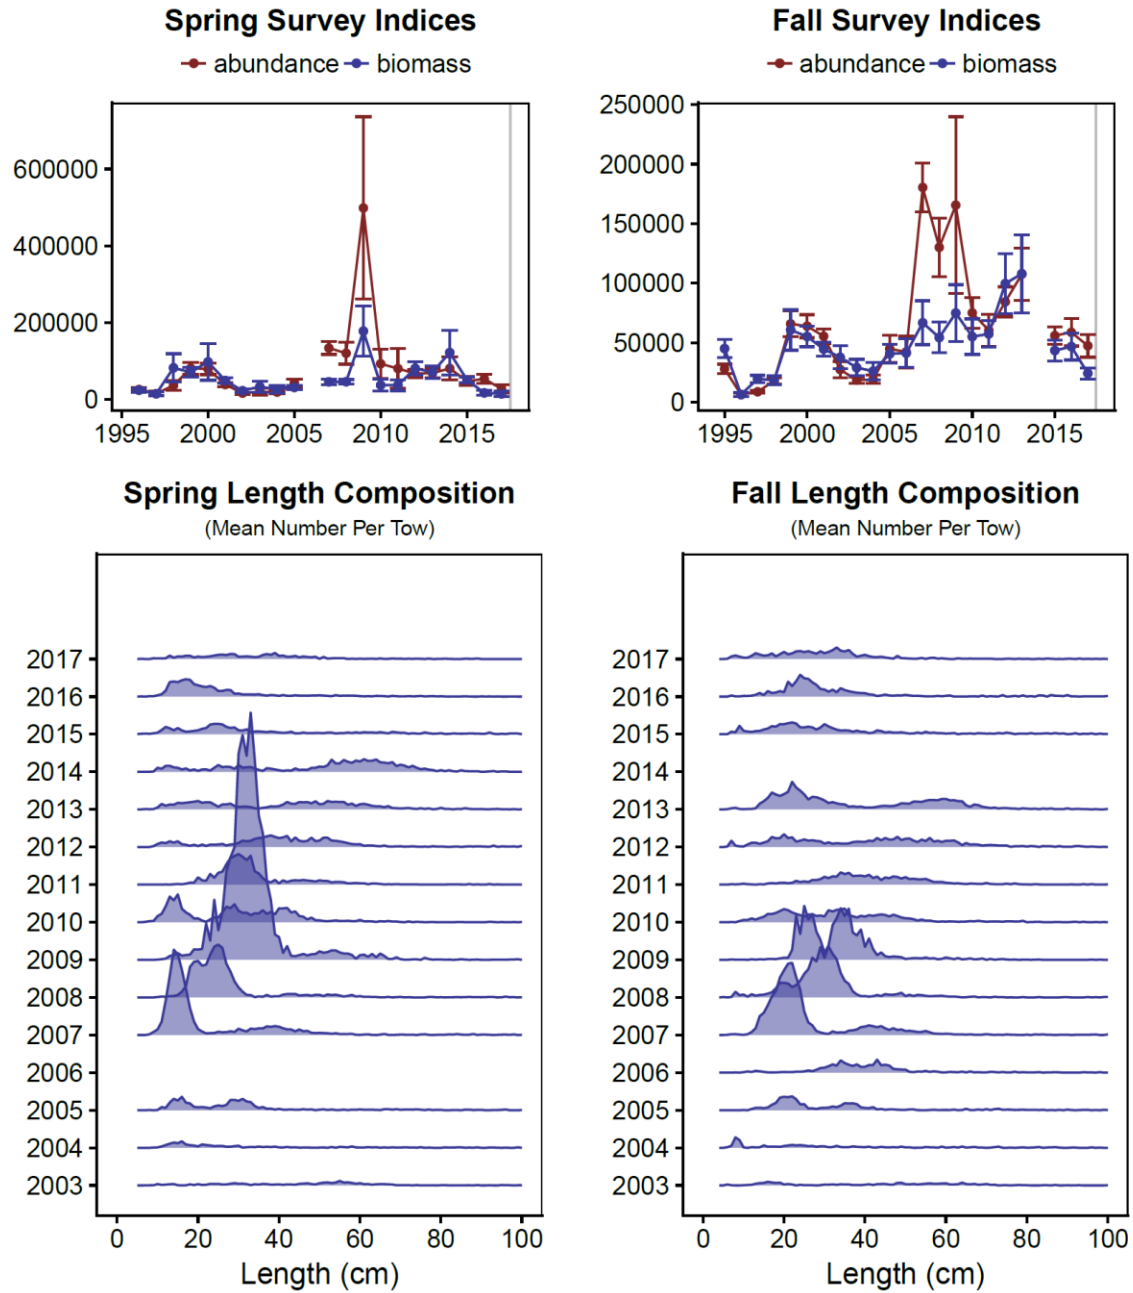 Spring Survey Indices
abundance biomass
600000
400000
200000
0
1995 2000 2005 2010 2015
Fall Survey Indices
abundance biomass
250000
200000
150000
100000
50000
0
1995 2000 2005 2010 2015
Spring Length Composition
(Mean Number Per Tow)
2017
2016
2015
2014
2013
2012
2011
2010
2009
2008
2007
2006
2005
2004
2003
0 20 40 60 80 100
Length (cm)
Fall Length Composition
(Mean Number Per Tow)
2017
2016
2015
2014
2013
2012
2011
2010
2009
2008
2007
2006
2005
2004
2003
0 20 40 60 80 100
Length (cm)